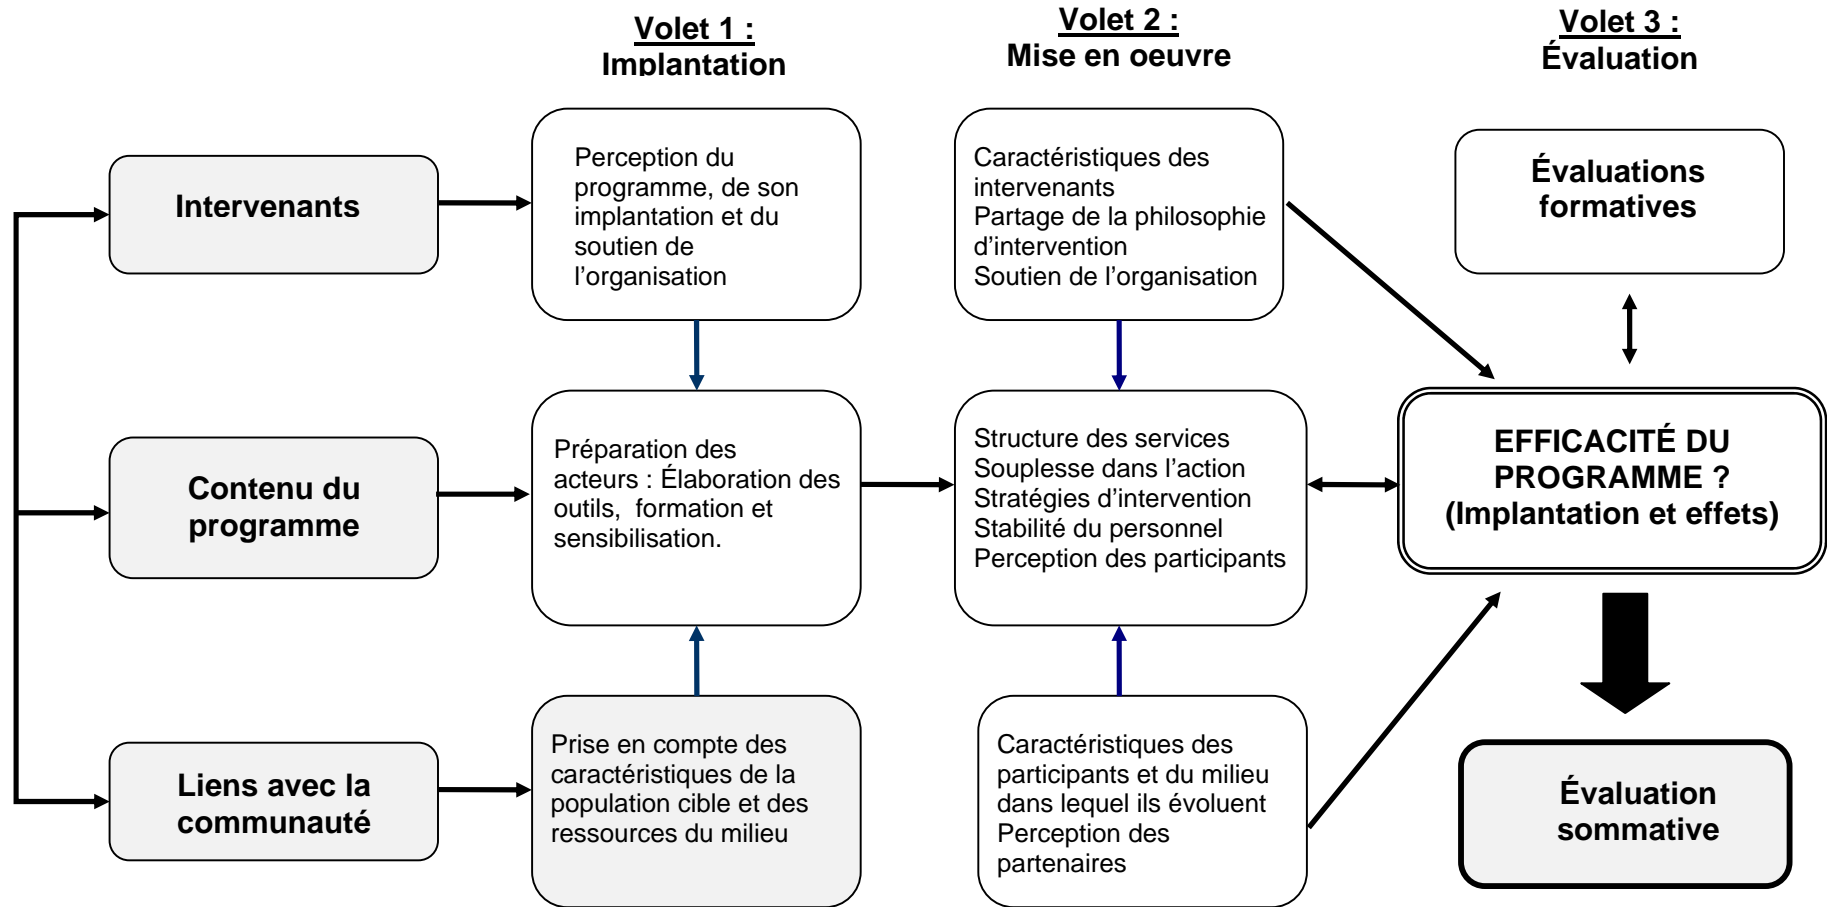 Volet 1 :
Implantation
Volet 2 :
Mise en oeuvre
Volet 3 :
Évaluation
Intervenants
Perception du
programme, de son
implantation et du
soutien de
l'organisation
Caractéristiques des
intervenants
Partage de la philosophie
d'intervention
Soutien de l'organisation
Évaluations
formatives
Contenu du
programme
Préparation des
acteurs : Élaboration des
outils, formation et
sensibilisation.
Structure des services
Souplesse dans l'action
Stratégies d'intervention
Stabilité du personnel
Perception des participants
EFFICACITÉ DU
PROGRAMME ?
(Implantation et effets)
Liens avec la
communauté
Prise en compte des
caractéristiques de la
population cible et des
ressources du milieu
Caractéristiques des
participants et du milieu
dans lequel ils évoluent
Perception des
partenaires
Évaluation
sommative